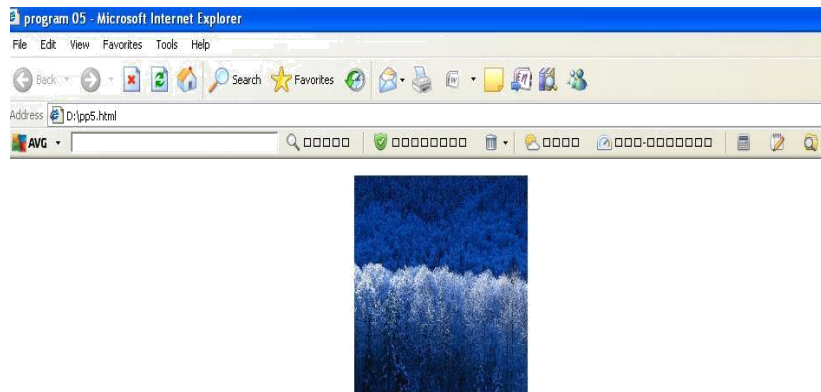 program 05 - Microsoft Internet Explorer
File Edit View Favorites Tools Help
Back Search Favorites
Address D:\pp5.html
AVG □□□□□ □□□□□□□□ □□□□ □□□-□□□□□□□